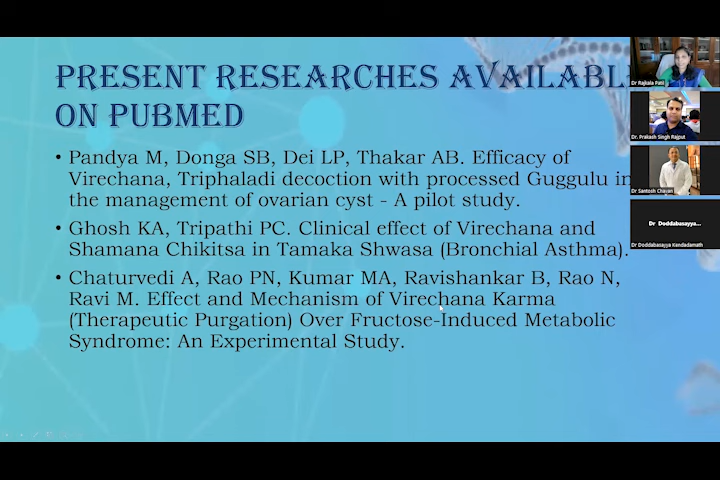 PRESENT RESEARCHES AVAILABLE
ON PUBMED
• Pandya M, Donga SB, Dei LP, Thakar AB. Efficacy of
Virechana, Triphaladi decoction with processed Guggulu in
the management of ovarian cyst - A pilot study.
• Ghosh KA, Tripathi PC. Clinical effect of Virechana and
Shamana Chikitsa in Tamaka Shwasa (Bronchial Asthma).
• Chaturvedi A, Rao PN, Kumar MA, Ravishankar B, Rao N,
Ravi M. Effect and Mechanism of Virechana Karma
(Therapeutic Purgation) Over Fructose-Induced Metabolic
Syndrome: An Experimental Study.
Dr Rajkala Patil
Dr. Prakash Singh Rajput
Dr Santosh Chavan
Dr Doddabasayya...
Dr Doddabasayya Kendadamath